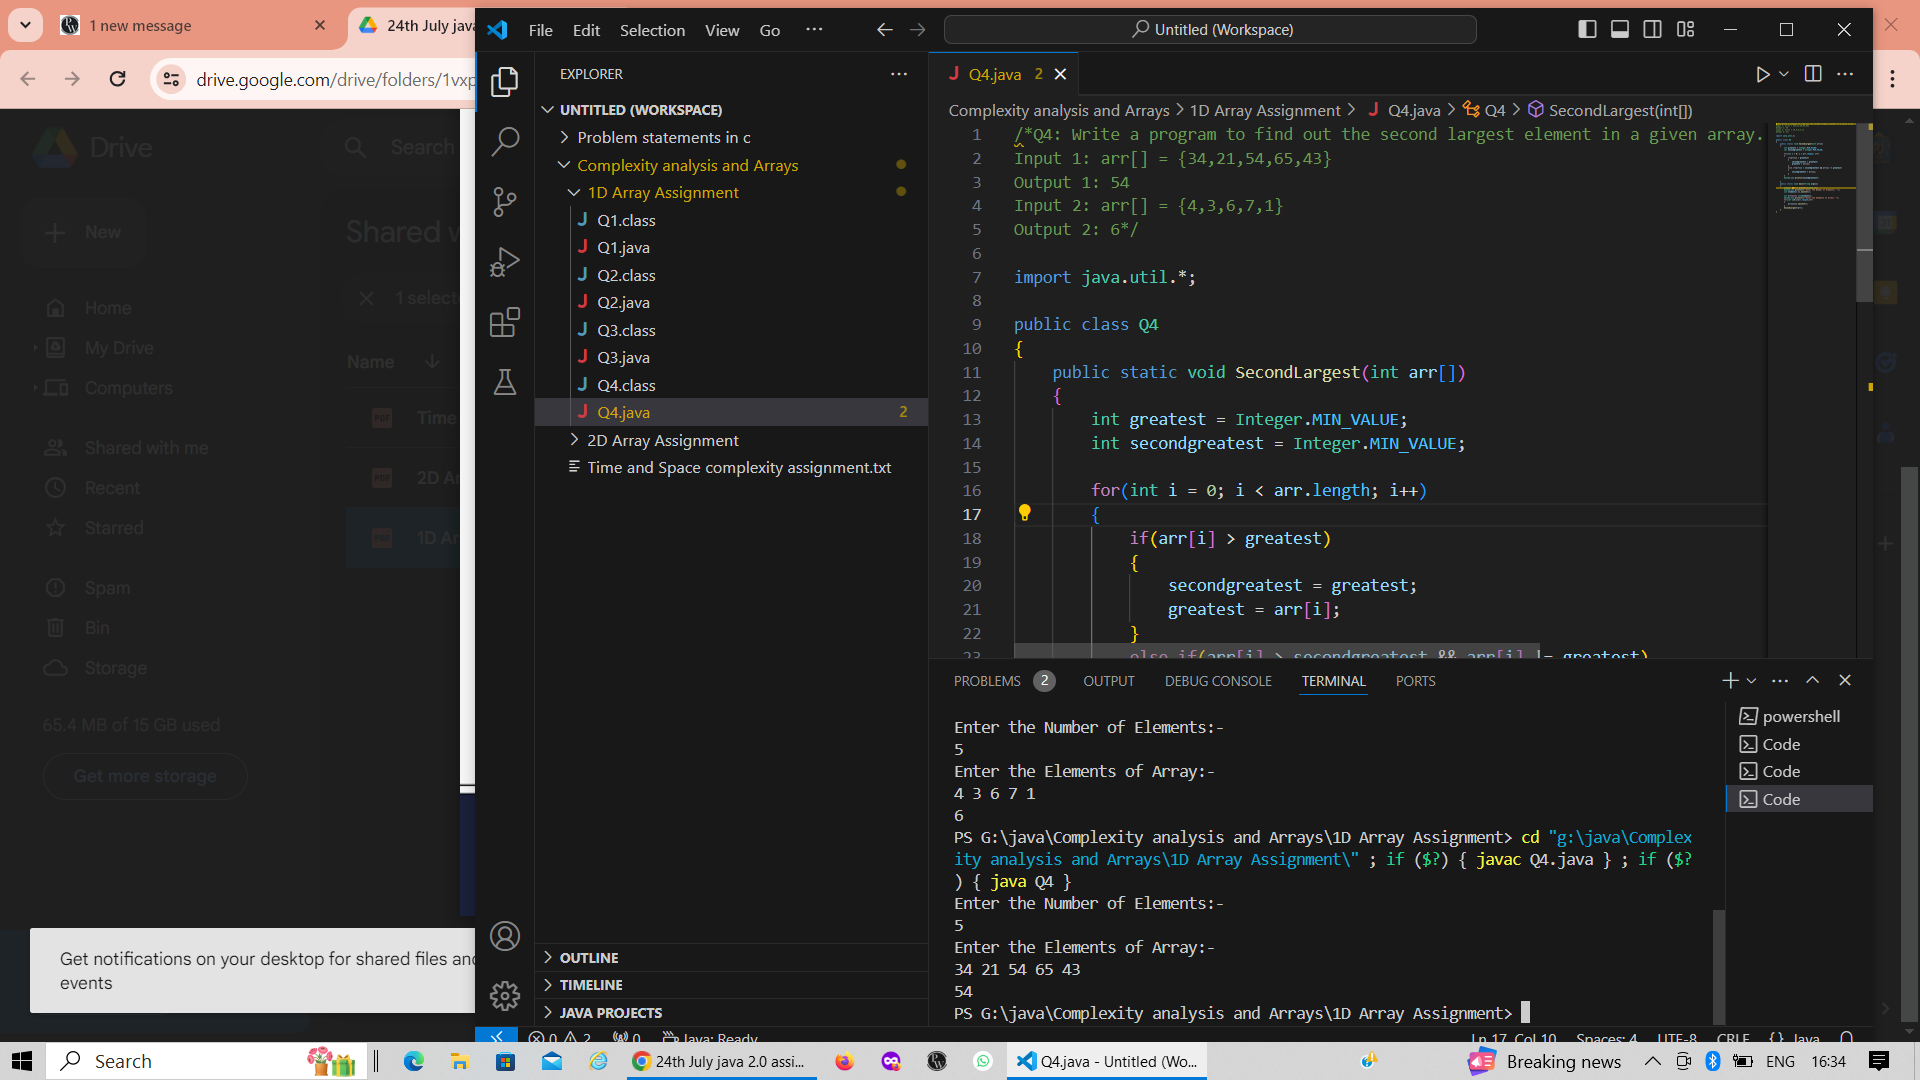 1 new message
24th July java
drive.google.com/drive/folders/1vxp
Drive
Search
New
Shared w
1 select
Home
My Drive
Computers
Name
Time
Shared with me
2D Ar
Recent
Starred
1D Ar
Spam
Bin
Storage
65.4 MB of 15 GB used
Get more storage
Get notifications on your desktop for shared files and
events
File Edit Selection View Go
Untitled (Workspace)
EXPLORER
UNTITLED (WORKSPACE)
Problem statements in c
Complexity analysis and Arrays
1D Array Assignment
Q1.class
Q1.java
Q2.class
Q2.java
Q3.class
Q3.java
Q4.class
Q4.java 2
2D Array Assignment
Time and Space complexity assignment.txt
OUTLINE
TIMELINE
JAVA PROJECTS
Q4.java 2
Complexity analysis and Arrays > 1D Array Assignment > Q4.java > Q4 > SecondLargest(int[])
1 /*Q4: Write a program to find out the second largest element in a given array.
2 Input 1: arr[] = {34,21,54,65,43}
3 Output 1: 54
4 Input 2: arr[] = {4,3,6,7,1}
5 Output 2: 6*/
6
7 import java.util.*;
8
9 public class Q4
10 {
11 public static void SecondLargest(int arr[])
12 {
13 int greatest = Integer.MIN_VALUE;
14 int secondgreatest = Integer.MIN_VALUE;
15
16 for(int i = 0; i < arr.length; i++)
17 {
18 if(arr[i] > greatest)
19 {
20 secondgreatest = greatest;
21 greatest = arr[i];
22 }
23 else if(arr[i] > secondgreatest && arr[i] != greatest)
PROBLEMS 2 OUTPUT DEBUG CONSOLE TERMINAL PORTS
Enter the Number of Elements:-
5
Enter the Elements of Array:-
4 3 6 7 1
6
PS G:\java\Complexity analysis and Arrays\1D Array Assignment> cd "g:\java\Complex
ity analysis and Arrays\1D Array Assignment\" ; if ($?) { javac Q4.java } ; if ($?
) { java Q4 }
Enter the Number of Elements:-
5
Enter the Elements of Array:-
34 21 54 65 43
54
PS G:\java\Complexity analysis and Arrays\1D Array Assignment>
powershell
Code
Code
Code
0 2 0 Java: Ready
Ln 17, Col 10 Spaces: 4 UTF-8 CRLF {} Java
Search
24th July java 2.0 assi...
Q4.java - Untitled (Wo...
Breaking news
ENG
16:34